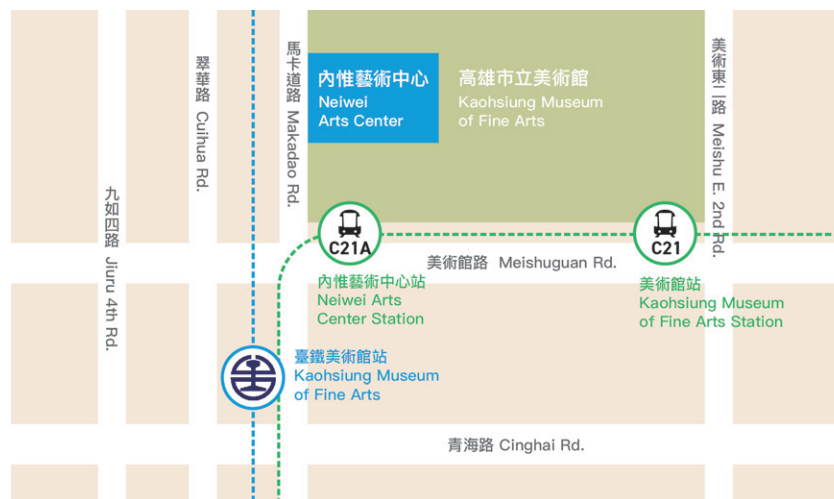 翠華路 Cuihua Rd.
馬卡道路 Makadao Rd.
內惟藝術中心
Neiwei
Arts Center
高雄市立美術館
Kaohsiung Museum
of Fine Arts
美術東二路 Meishu E. 2nd Rd.
九如四路 Jiuru 4th Rd.
C21A
C21
美術館路 Meishuguan Rd.
內惟藝術中心站
Neiwei Arts
Center Station
美術館站
Kaohsiung Museum
of Fine Arts Station
臺鐵美術館站
Kaohsiung Museum
of Fine Arts
青海路 Cinghai Rd.